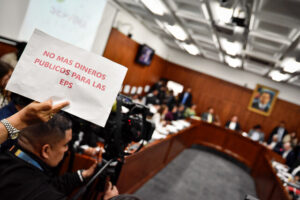 NO MAS DINEROS
PUBLICOS PARA LAS
EPS